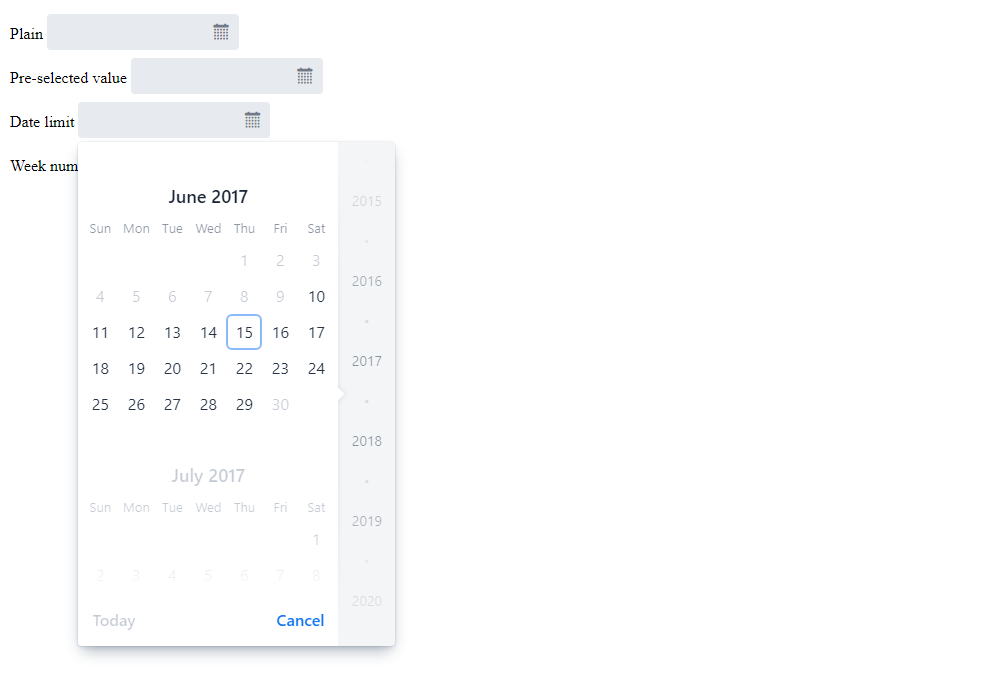 Plain
Pre-selected value
Date limit
Week num
June 2017
Sun Mon Tue Wed Thu Fri Sat
1 2 3
4 5 6 7 8 9 10
11 12 13 14 15 16 17
18 19 20 21 22 23 24
25 26 27 28 29 30
July 2017
Sun Mon Tue Wed Thu Fri Sat
1
2 3 4 5 6 7 8
Today Cancel
2015
2016
2017
2018
2019
2020